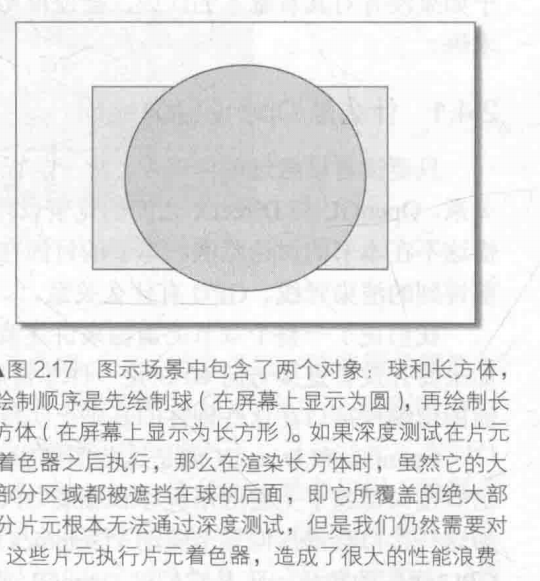 ▲图 2.17 图示场景中包含了两个对象：球和长方体，
绘制顺序是先绘制球（在屏幕上显示为圆），再绘制长
方体（在屏幕上显示为长方形）。如果深度测试在片元
着色器之后执行，那么在渲染长方体时，虽然它的大
部分区域都被遮挡在球的后面，即它所覆盖的绝大部
分片元根本无法通过深度测试，但是我们仍然需要对
这些片元执行片元着色器，造成了很大的性能浪费